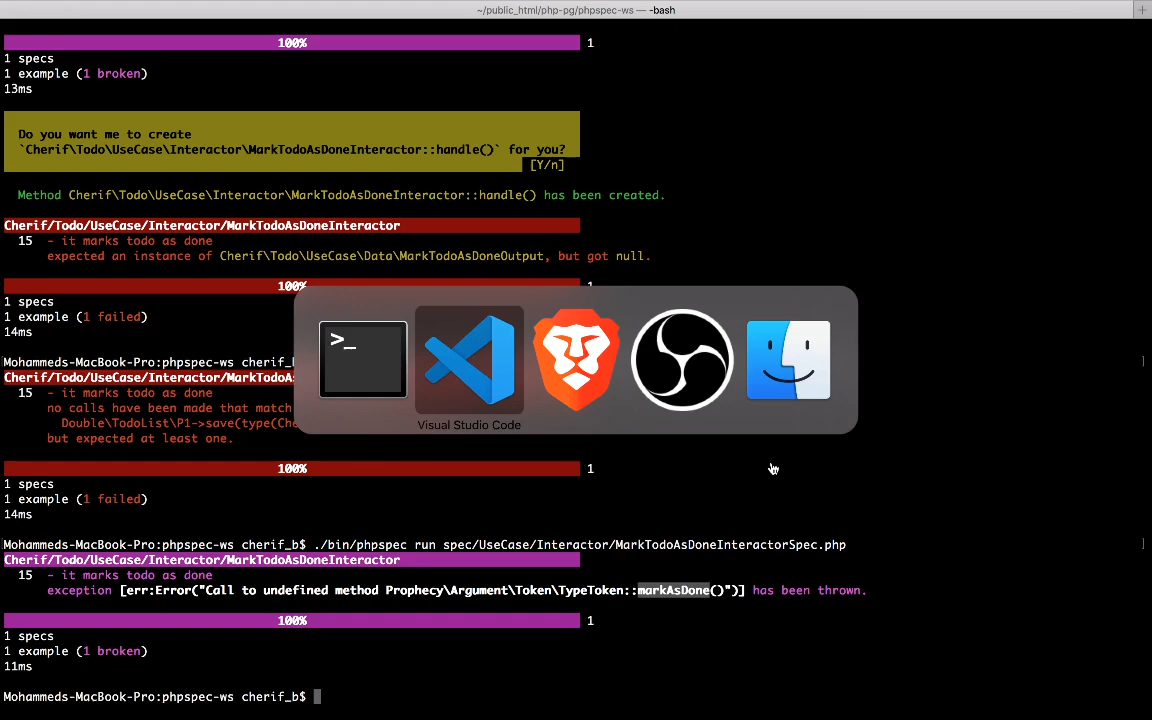 ~/public_html/php-pg/phpspec-ws — -bash
100% 1
1 specs
1 example (1 broken)
13ms
Do you want me to create
`Cherif\Todo\UseCase\Interactor\MarkTodoAsDoneInteractor::handle()` for you?
[Y/n]
Method Cherif\Todo\UseCase\Interactor\MarkTodoAsDoneInteractor::handle() has been created.
Cherif/Todo/UseCase/Interactor/MarkTodoAsDoneInteractor
15 - it marks todo as done
expected an instance of Cherif\Todo\UseCase\Data\MarkTodoAsDoneOutput, but got null.
100% 1
1 specs
1 example (1 failed)
14ms
Mohammeds-MacBook-Pro:phpspec-ws cherif_b
Cherif/Todo/UseCase/Interactor/MarkTodoA
15 - it marks todo as done
no calls have been made that match
Double\TodoList\P1->save(type(Che
but expected at least one.
100% 1
1 specs
1 example (1 failed)
14ms
Mohammeds-MacBook-Pro:phpspec-ws cherif_b$ ./bin/phpspec run spec/UseCase/Interactor/MarkTodoAsDoneInteractorSpec.php
Cherif/Todo/UseCase/Interactor/MarkTodoAsDoneInteractor
15 - it marks todo as done
exception [err:Error("Call to undefined method Prophecy\Argument\Token\TypeToken::markAsDone()")] has been thrown.
100% 1
1 specs
1 example (1 broken)
11ms
Mohammeds-MacBook-Pro:phpspec-ws cherif_b$
>_
Visual Studio Code